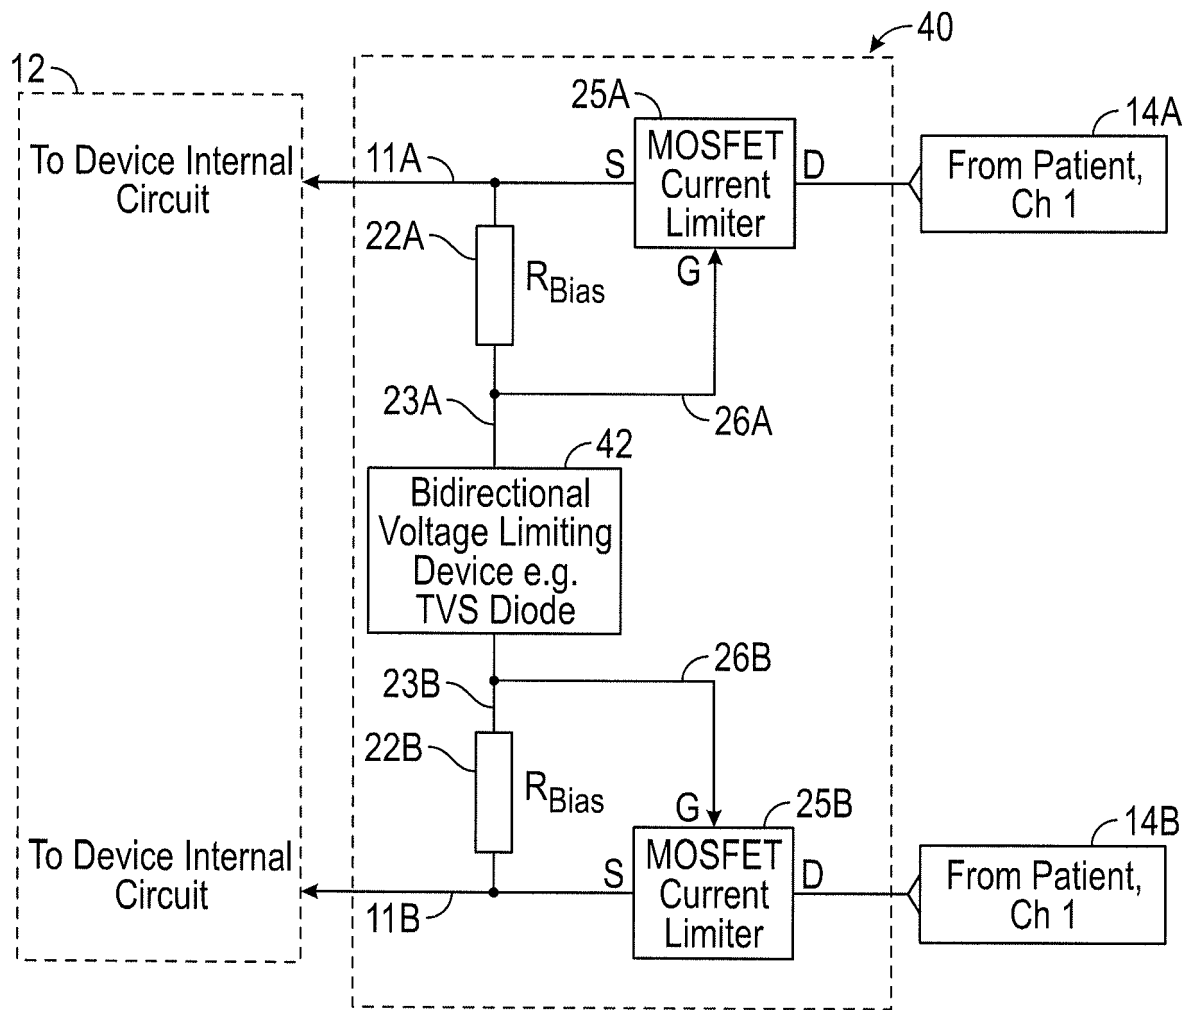 40
12
25A
14A
To Device Internal
Circuit
11A
S
MOSFET
Current
Limiter
D
From Patient,
Ch 1
22A
RBias
G
23A
26A
42
Bidirectional
Voltage Limiting
Device e.g.
TVS Diode
26B
23B
22B
RBias
G
25B
14B
To Device Internal
Circuit
11B
S
MOSFET
Current
Limiter
D
From Patient,
Ch 1